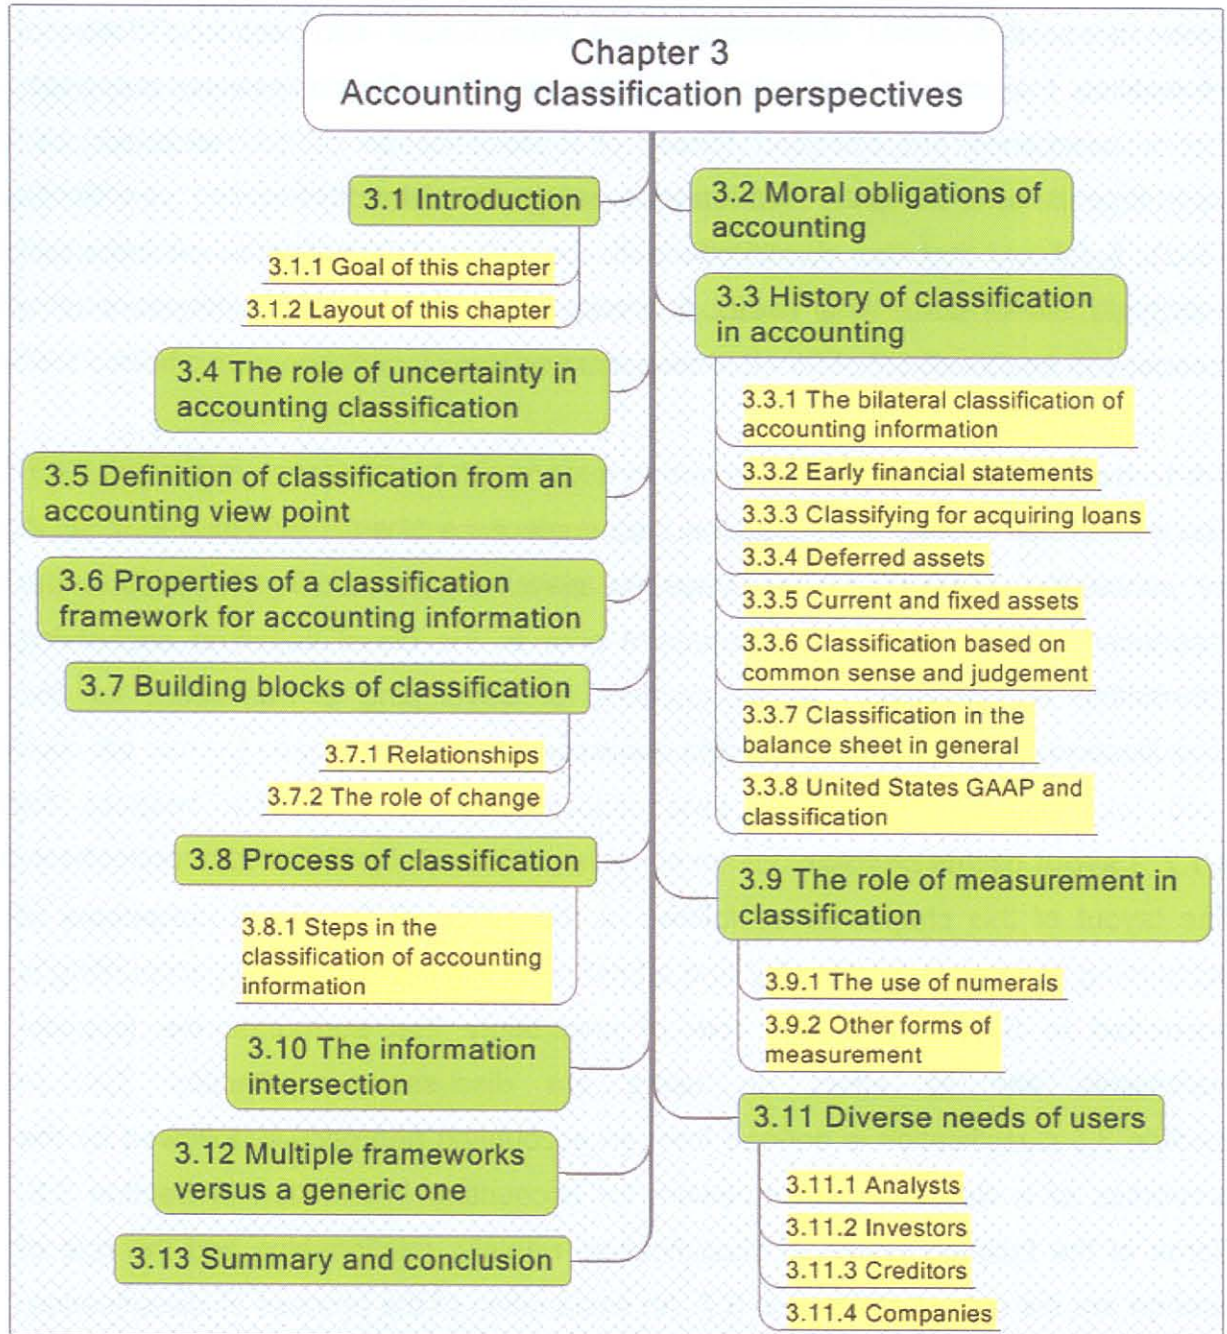 Chapter 3
Accounting classification perspectives
3.1 Introduction
3.1.1 Goal of this chapter
3.1.2 Layout of this chapter
3.2 Moral obligations of
accounting
3.3 History of classification
in accounting
3.3.1 The bilateral classification of
accounting information
3.3.2 Early financial statements
3.3.3 Classifying for acquiring loans
3.3.4 Deferred assets
3.3.5 Current and fixed assets
3.3.6 Classification based on
common sense and judgement
3.3.7 Classification in the
balance sheet in general
3.3.8 United States GAAP and
classification
3.4 The role of uncertainty in
accounting classification
3.5 Definition of classification from an
accounting view point
3.6 Properties of a classification
framework for accounting information
3.7 Building blocks of classification
3.7.1 Relationships
3.7.2 The role of change
3.8 Process of classification
3.8.1 Steps in the
classification of accounting
information
3.9 The role of measurement in
classification
3.9.1 The use of numerals
3.9.2 Other forms of
measurement
3.10 The information
intersection
3.11 Diverse needs of users
3.11.1 Analysts
3.11.2 Investors
3.11.3 Creditors
3.11.4 Companies
3.12 Multiple frameworks
versus a generic one
3.13 Summary and conclusion